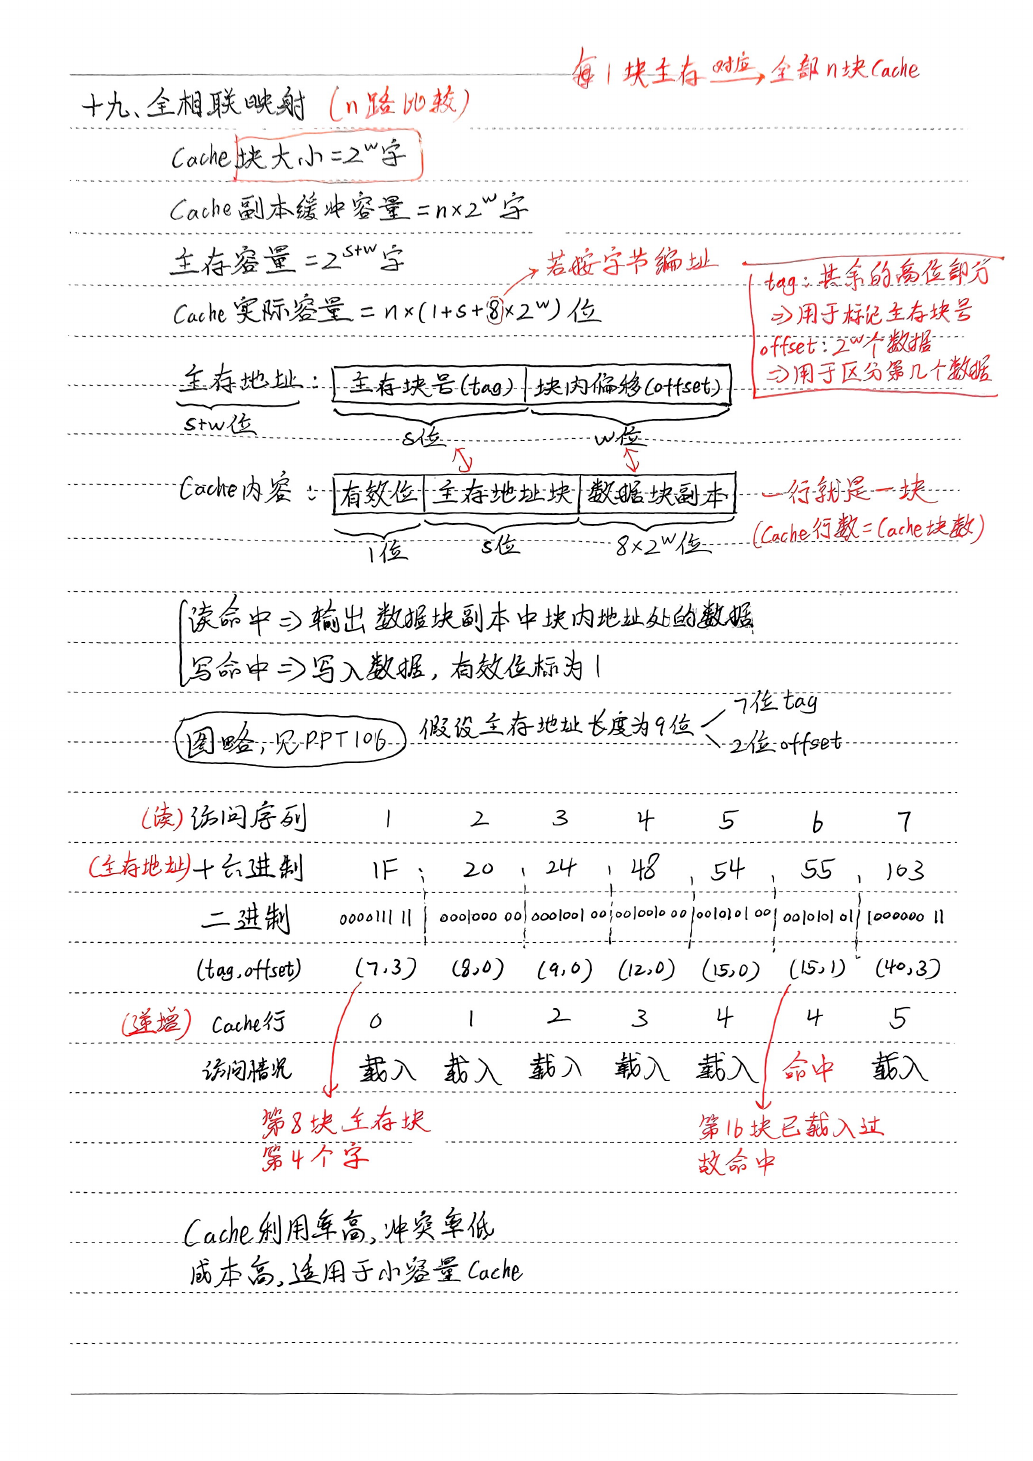 每1块主存 对应→ 全部n块Cache
十九、全相联映射 (n路比较)
Cache块大小=2^w字
Cache副本缓冲容量=n×2^w字
主存容量=2^{s+w}字
→若按字节编址
Cache实际容量=n×(1+s+8×2^w)位
tag:其余的高位部分
⇒用于标记主存块号
offset:2^w个数据
⇒用于区分第几个数据
主存地址: 主存块号(tag) 块内偏移(offset)
s+w位 s位 w位
Cache内容: 有效位 主存地址块 数据块副本
1位 s位 8×2^w位
一行就是一块
(Cache行数=Cache块数)
读命中⇒输出数据块副本中块内地址处的数据
写命中⇒写入数据,有效位标为1
图略,见PPT106 假设主存地址长度为9位
7位tag
2位offset
(读)访问序列 1 2 3 4 5 6 7
(主存地址)十六进制 1F, 20, 24, 48, 54, 55, 103
二进制 0000111 11 0001000 00 0001001 00 0010010 00 0010101 00 0010101 01 1000000 11
(tag,offset) (7,3) (8,0) (9,0) (12,0) (15,0) (15,1) (40,3)
(递增) Cache行 0 1 2 3 4 4 5
访问情况 载入 载入 载入 载入 载入 命中 载入
第8块主存块
第4个字
第16块已载入过
故命中
Cache利用率高,冲突率低
成本高,适用于小容量Cache